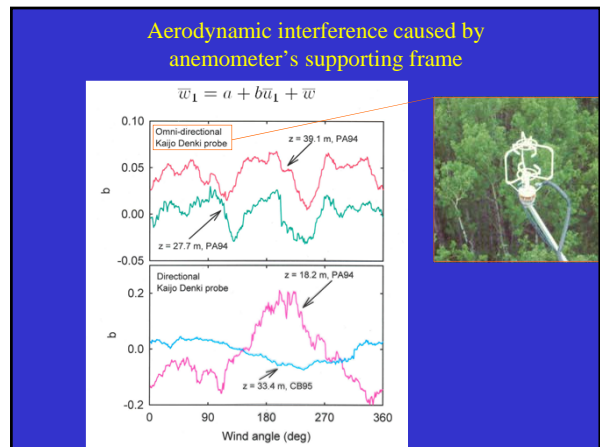 Aerodynamic interference caused by
anemometer's supporting frame
w̅₁ = a + bu̅₁ + w̅
0.10
Omni-directional
Kaijo Denki probe
z = 39.1 m, PA94
0.05
b
0.00
z = 27.7 m, PA94
-0.05
Directional
Kaijo Denki probe
z = 18.2 m, PA94
0.2
b
0.0
z = 33.4 m, CB95
-0.2
0 90 180 270 360
Wind angle (deg)